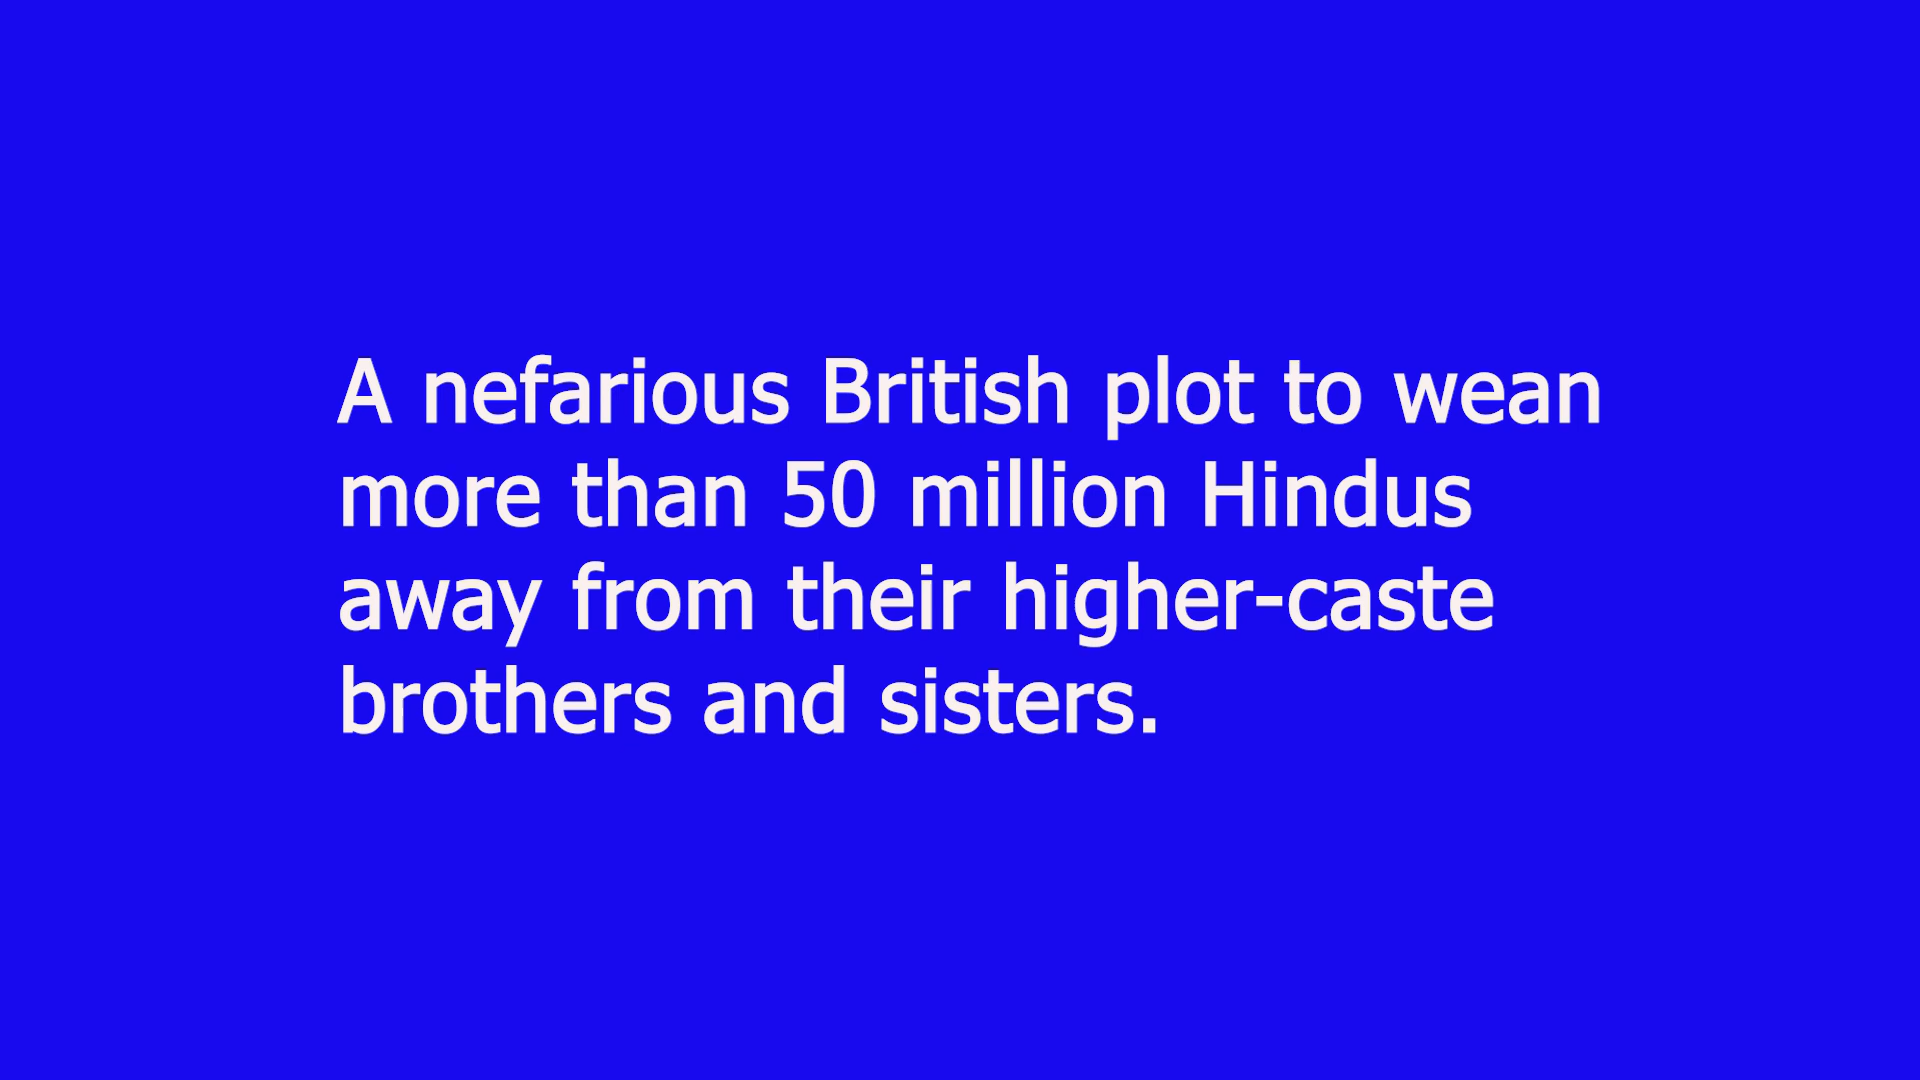 A nefarious British plot to wean
more than 50 million Hindus
away from their higher-caste
brothers and sisters.